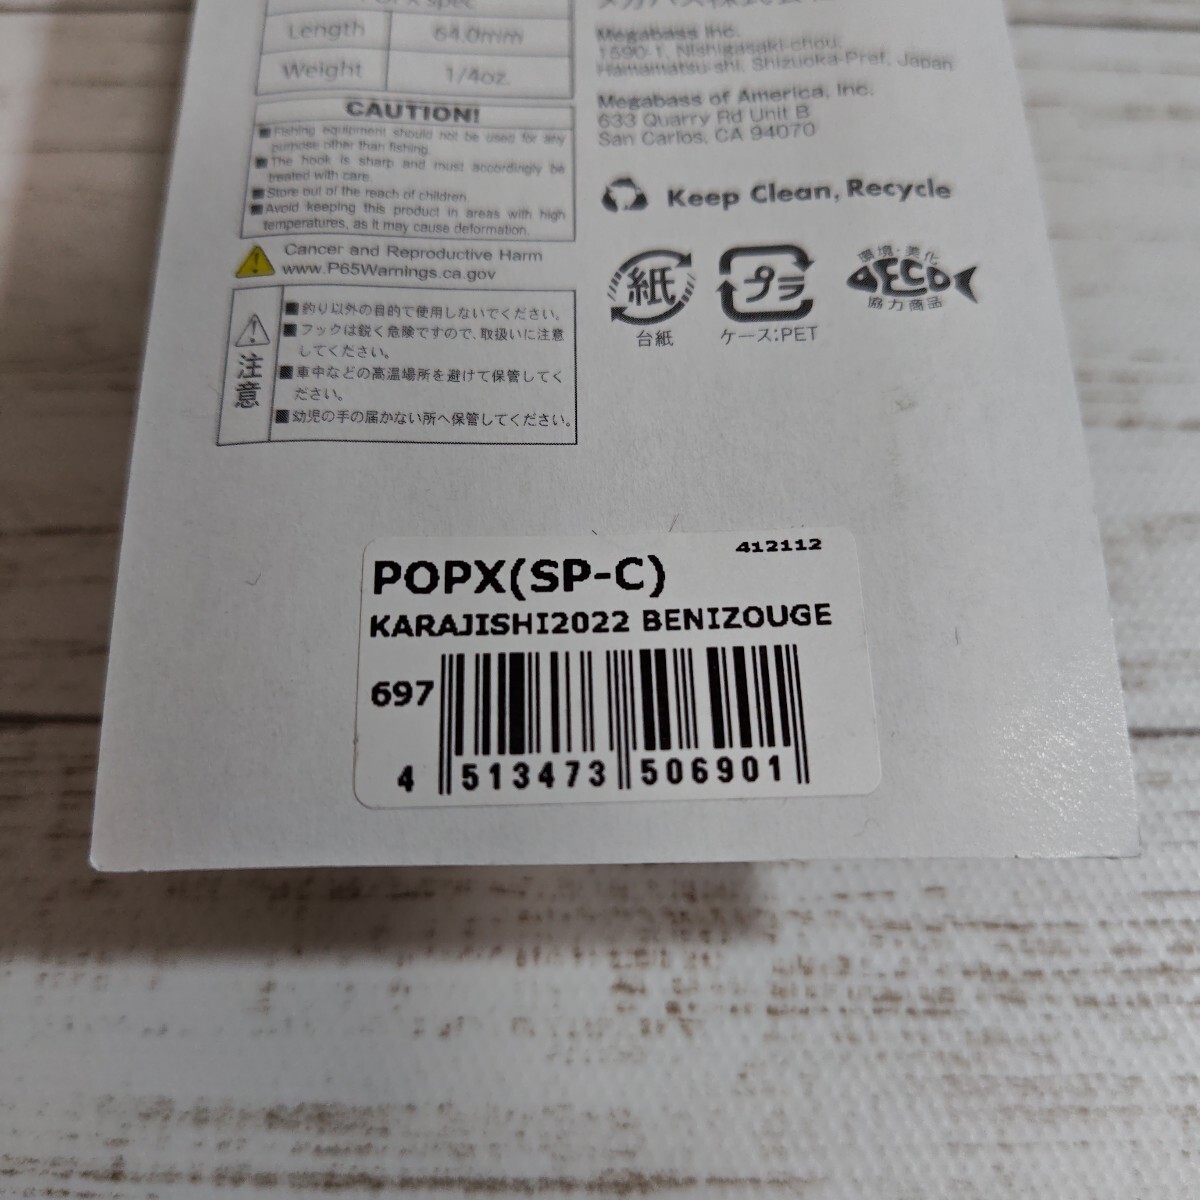 Length 64.0mm
Weight 1/4oz.
CAUTION!
■Fishing equipment should not be used for any
purpose other than fishing.
■The hook is sharp and must accordingly be
treated with care.
■Store out of the reach of children.
■Avoid keeping this product in areas with high
temperatures, as it may cause deformation.
Cancer and Reproductive Harm
www.P65Warnings.ca.gov
注意
■釣り以外の目的で使用しないでください。
■フックは鋭く危険ですので、取扱いに注意
してください。
■車中などの高温場所を避けて保管してく
ださい。
■幼児の手の届かない所へ保管してください。
Megabass Inc.
1590-1, Nishigasaki-chou,
Hamamatsu-shi, Shizuoka-Pref, Japan
Megabass of America, Inc.
633 Quarry Rd Unit B
San Carlos, CA 94070
Keep Clean, Recycle
紙
台紙
プラ
ケース:PET
環境・美化
ECO
協力商品
412112
POPX(SP-C)
KARAJISHI2022 BENIZOUGE
697
4 513473 506901